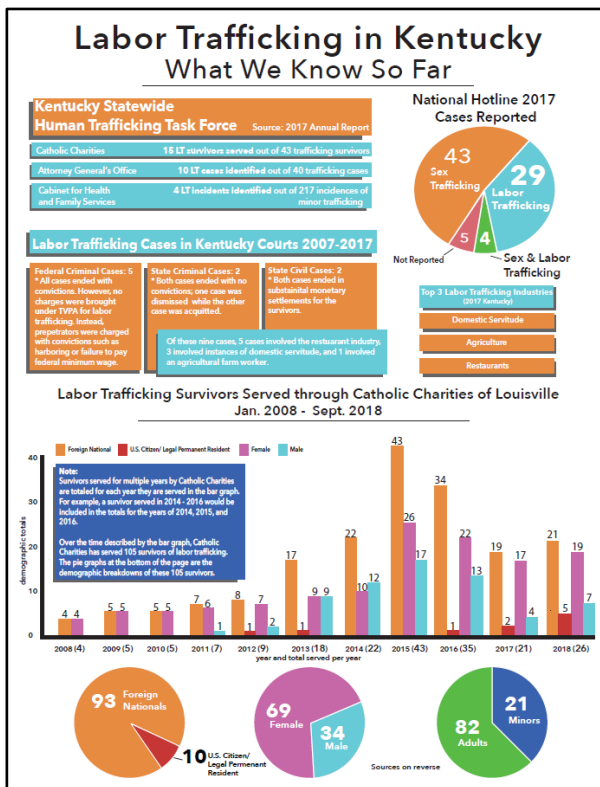 Labor Trafficking in Kentucky
What We Know So Far
Kentucky Statewide
Human Trafficking Task Force
Source: 2017 Annual Report
Catholic Charities
15 LT survivors served out of 43 trafficking survivors
Attorney General's Office
10 LT cases identified out of 40 trafficking cases
Cabinet for Health
and Family Services
4 LT incidents identified out of 217 incidences of
minor trafficking
National Hotline 2017
Cases Reported
43
Sex
Trafficking
29
Labor
Trafficking
5
4
Not Reported
Sex & Labor
Trafficking
Labor Trafficking Cases in Kentucky Courts 2007-2017
Federal Criminal Cases: 5
* All cases ended with
convictions. However, no
charges were brought
under TVPA for labor
trafficking. Instead,
prepetrators were charged
with convictions such as
harboring or failure to pay
federal minimum wage.
State Criminal Cases: 2
* Both cases ended with
no convictions; one case
was dismissed while the other
case was acquitted.
State Civil Cases: 2
* Both cases ended in
substainital monetary
settlements for the
survivors.
Of these nine cases, 5 cases involved the restuarant industry,
3 involved instances of domestic servitude, and 1 involved
an agricultural farm worker.
Top 3 Labor Trafficking Industries
(2017 Kentucky)
Domestic Servitude
Agriculture
Restaurants
Labor Trafficking Survivors Served through Catholic Charities of Louisville
Jan. 2008 - Sept. 2018
Foreign National
U.S. Citizen/ Legal Permanent Resident
Female
Male
Note:
Survivors served for multiple years by Catholic Charities
are totaled for each year they are served in the bar graph.
For example, a survivor served in 2014 - 2016 would be
included in the totals for the years of 2014, 2015, and
2016.
Over the time described by the bar graph, Catholic
Charities has served 105 survivors of labor trafficking.
The pie graphs at the bottom of the page are the
demographic breakdowns of these 105 survivors.
demographic totals
40
30
20
10
0
4 4
5 5
5 5
7 6 1
8 1 7 2
17 1 9 9
22 10 12
43 26 17
34 1 22 13
19 2 17 4
21 5 19 7
2008 (4) 2009 (5) 2010 (5) 2011 (7) 2012 (9) 2013 (18) 2014 (22) 2015 (43) 2016 (35) 2017 (21) 2018 (26)
year and total served per year
93 Foreign
Nationals
10 U.S. Citizen/
Legal Permenent
Resident
69
Female
34
Male
82
Adults
21
Minors
Sources on reverse